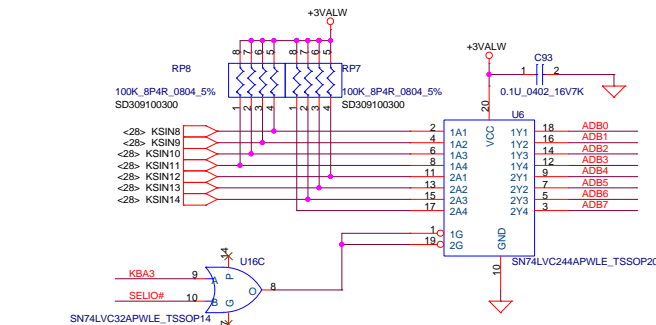 +3VALW
8 7 6 5 8 7 6 5
RP8 RP7
100K_8P4R_0804_5% 100K_8P4R_0804_5%
SD309100300 SD309100300
1 2 3 4 1 2 3 4
+3VALW
C93
1 2
0.1U_0402_16V7K
20
U6
VCC
<28> KSIN8 2 1A1 1Y1 18 ADB0
<28> KSIN9 4 1A2 1Y2 16 ADB1
<28> KSIN10 6 1A3 1Y3 14 ADB2
<28> KSIN11 8 1A4 1Y4 12 ADB3
<28> KSIN12 11 2A1 2Y1 9 ADB4
<28> KSIN13 13 2A2 2Y2 7 ADB5
<28> KSIN14 15 2A3 2Y3 5 ADB6
17 2A4 2Y4 3 ADB7
1 1G
19 2G
GND
10
SN74LVC244APWLE_TSSOP20
14
U16C
KBA3 9 A P
O 8
SELIO# 10 B G
SN74LVC32APWLE_TSSOP14
7